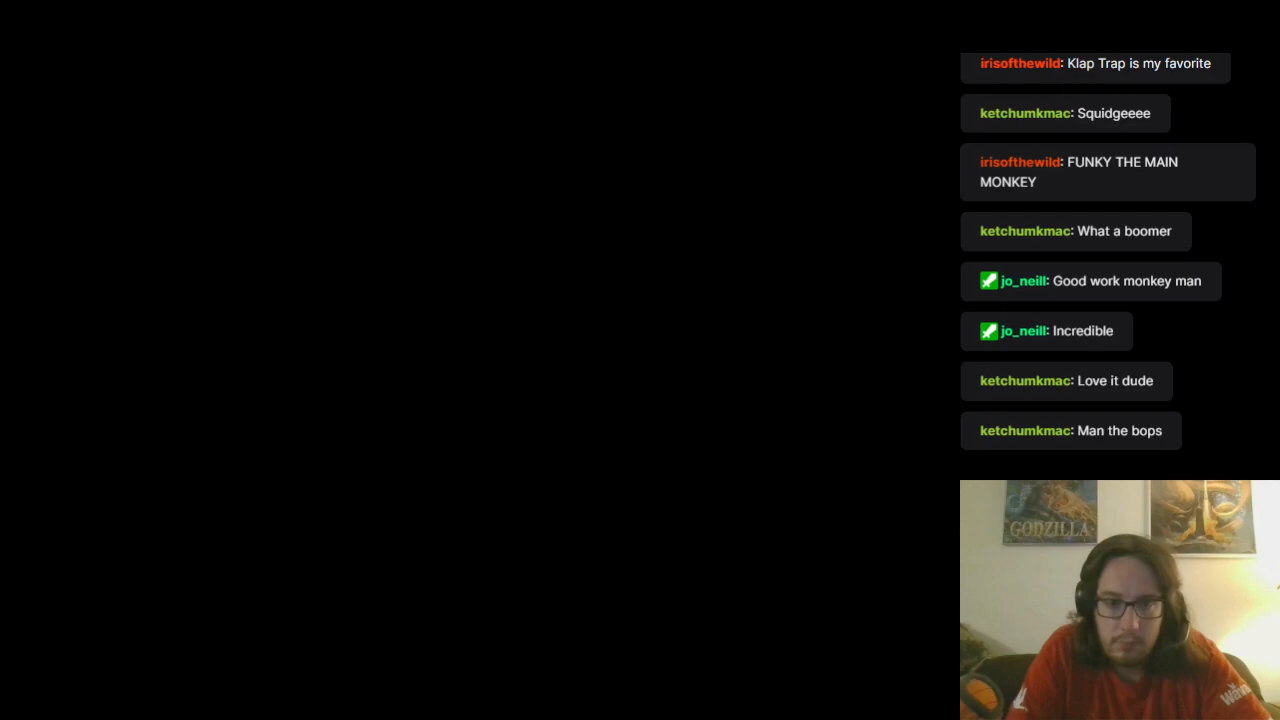 irisofthewild: Klap Trap is my favorite
ketchumkmac: Squidgeeee
irisofthewild: FUNKY THE MAIN
MONKEY
ketchumkmac: What a boomer
jo_neill: Good work monkey man
jo_neill: Incredible
ketchumkmac: Love it dude
ketchumkmac: Man the bops
GODZILLA